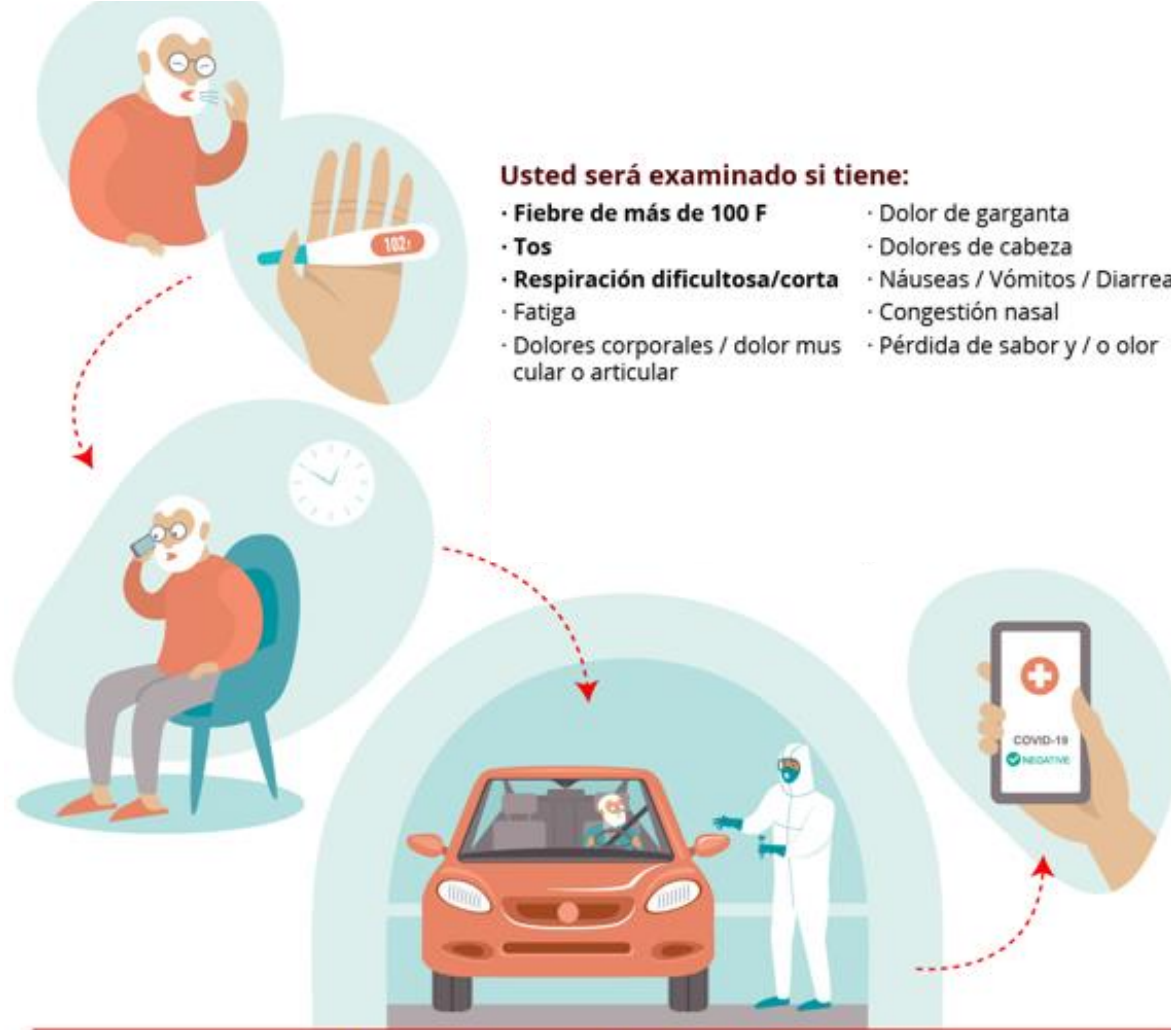 102F
Usted será examinado si tiene:
· Fiebre de más de 100 F
· Tos
· Respiración dificultosa/corta
· Fatiga
· Dolores corporales / dolor mus
cular o articular
· Dolor de garganta
· Dolores de cabeza
· Náuseas / Vómitos / Diarrea
· Congestión nasal
· Pérdida de sabor y / o olor
COVID-19
NEGATIVE